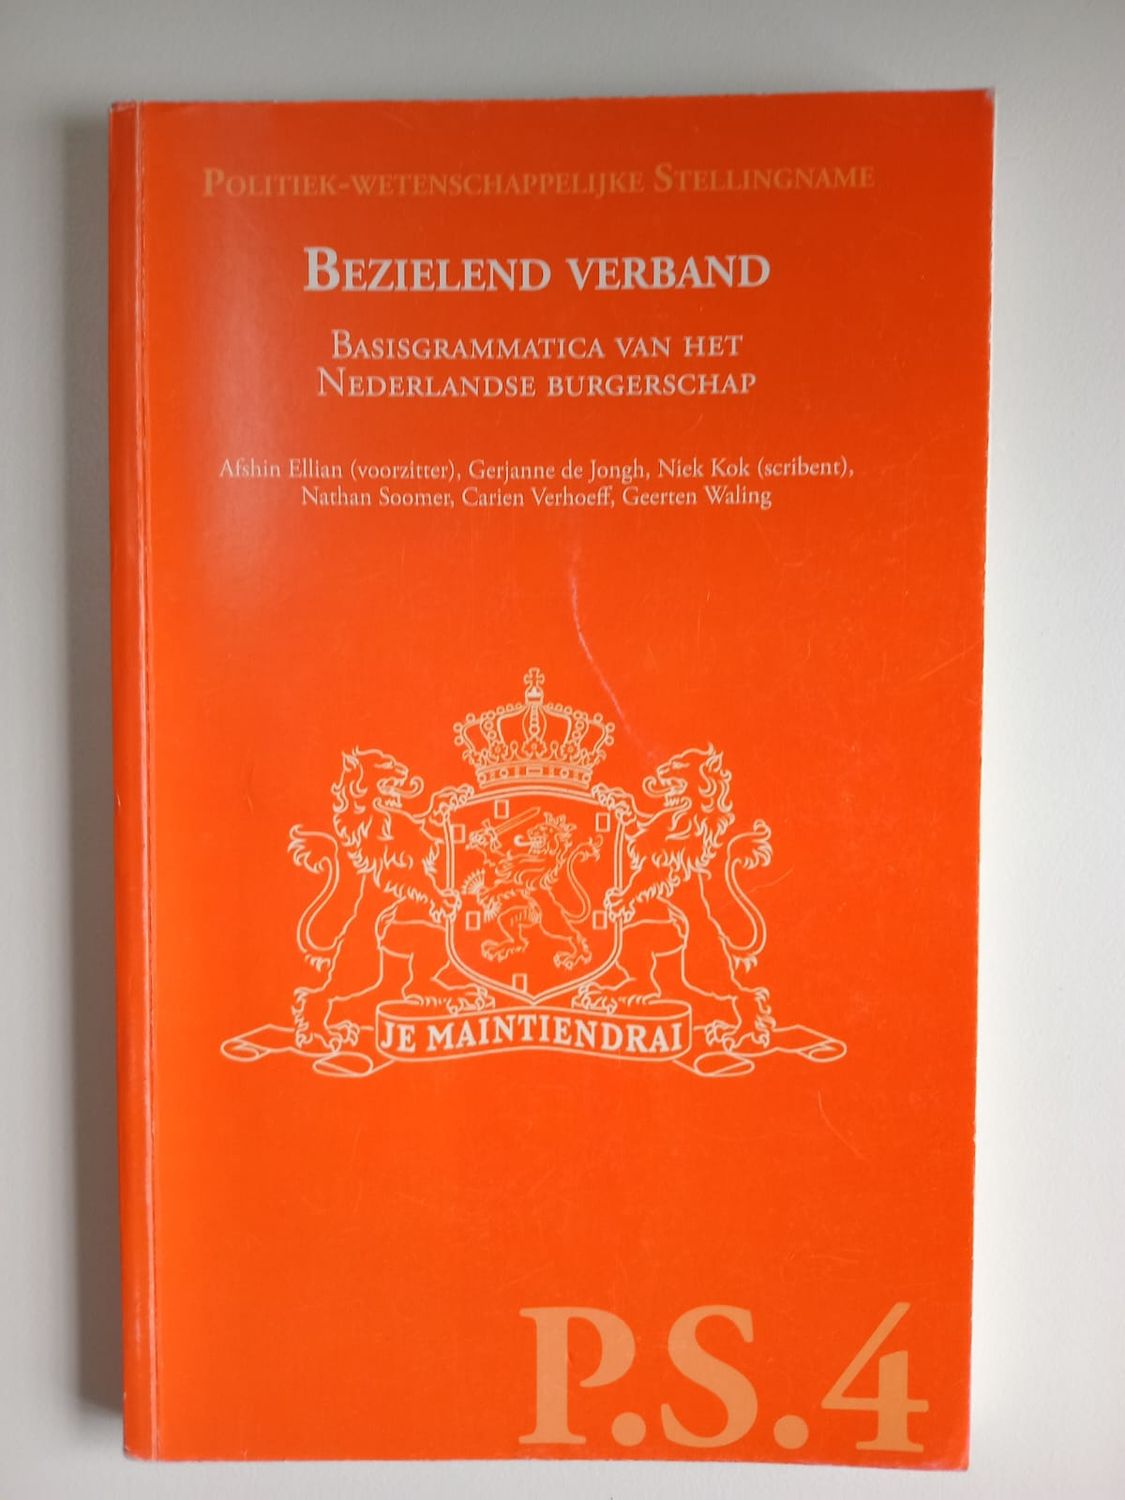 Politiek-wetenschappelijke Stellingname
Bezielend verband
Basisgrammatica van het
Nederlandse burgerschap
Afshin Ellian (voorzitter), Gerjanne de Jongh, Niek Kok (scribent),
Nathan Soomer, Carien Verhoeff, Geerten Waling
JE MAINTIENDRAI
P.S.4